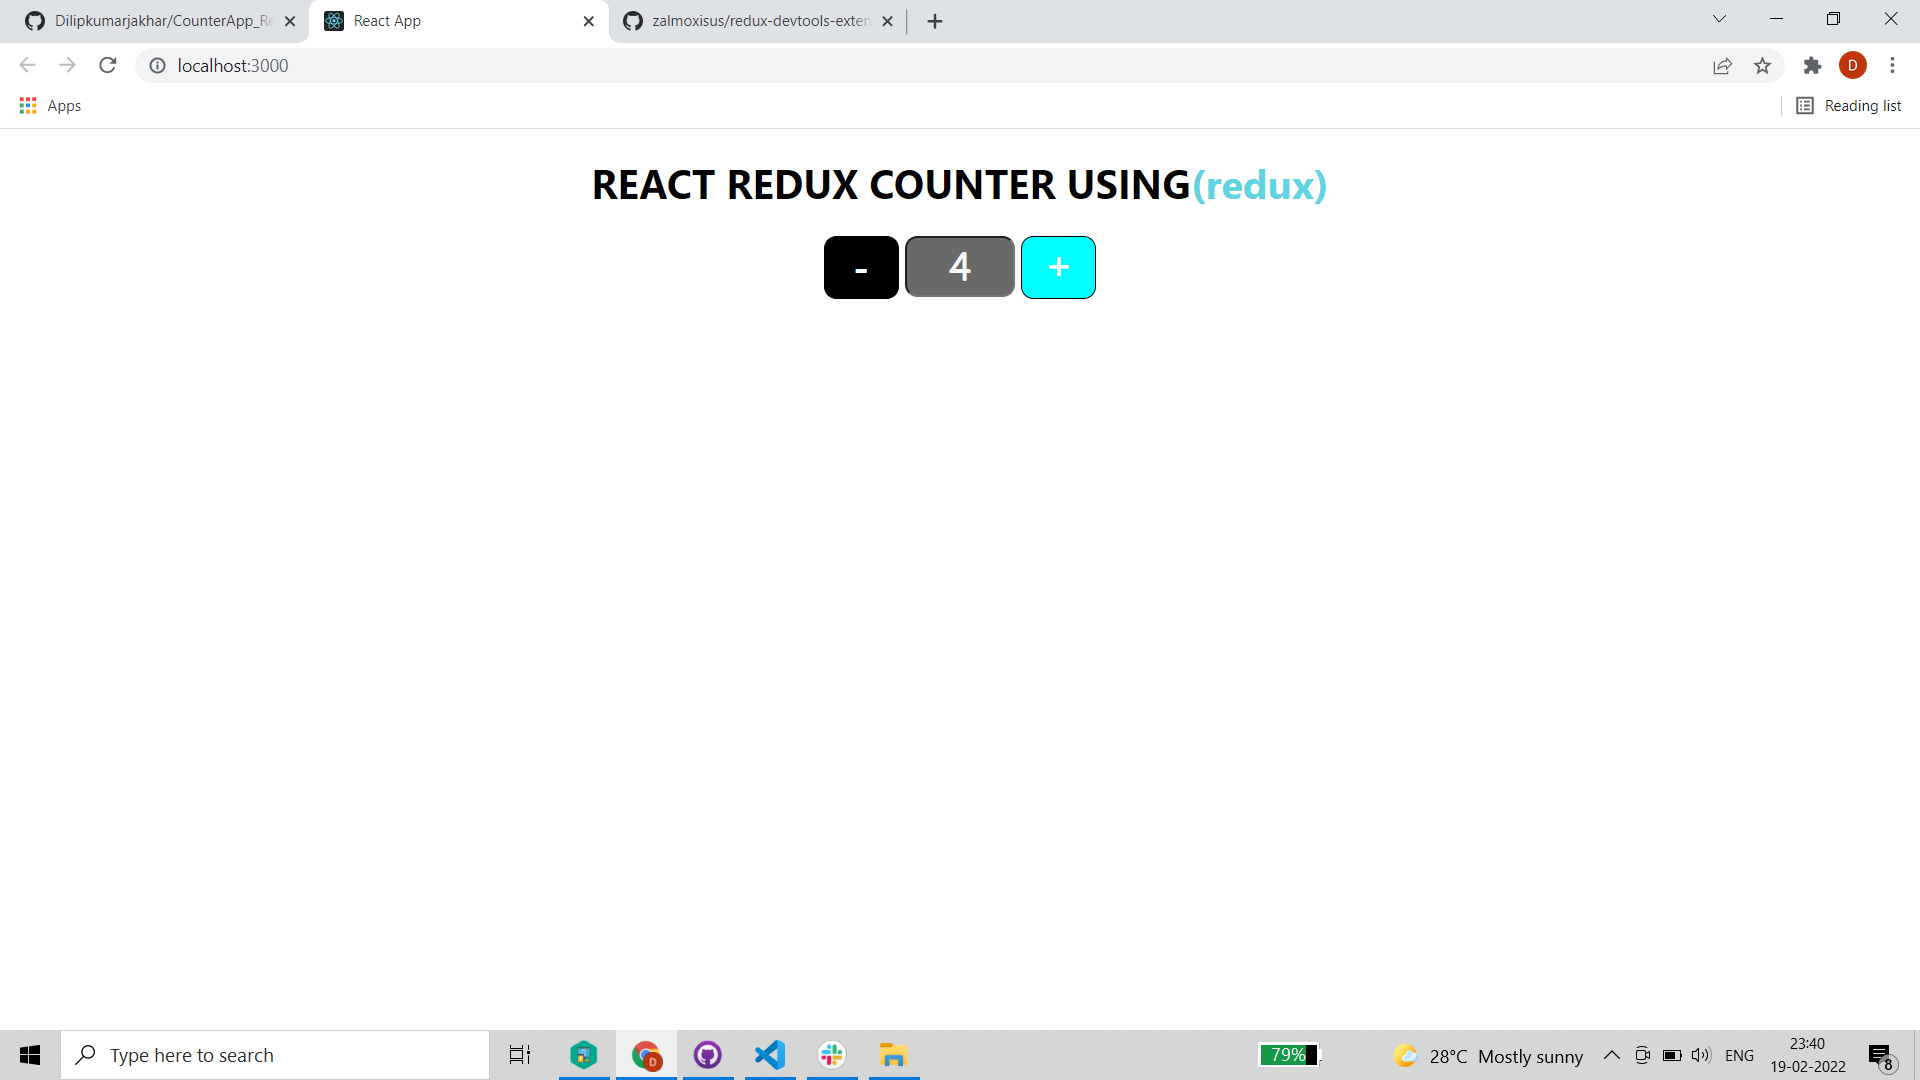 Dilipkumarjakhar/CounterApp_Re
React App
zalmoxisus/redux-devtools-exten
localhost:3000
D
Apps
Reading list
REACT REDUX COUNTER USING(redux)
- 4 +
Type here to search
D
79%
28°C Mostly sunny
ENG
23:40
19-02-2022
8